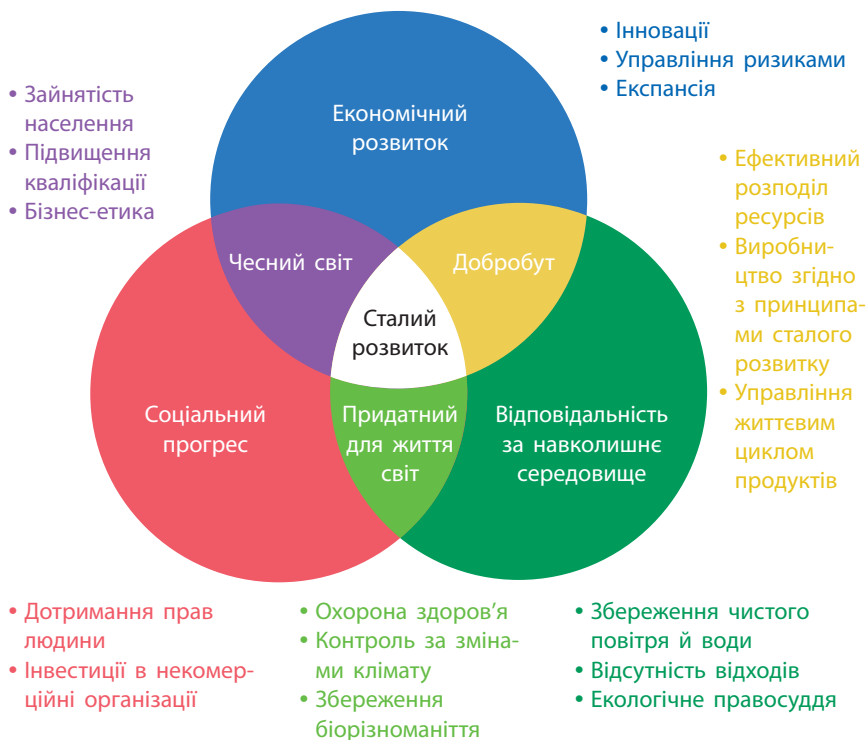 • Інновації
• Управління ризиками
• Експансія
• Зайнятість
населення
• Підвищення
кваліфікації
• Бізнес-етика
Економічний
розвиток
• Ефективний
розподіл
ресурсів
• Виробни-
цтво згідно
з принципа-
ми сталого
розвитку
• Управління
життєвим
циклом
продуктів
Чесний світ
Добробут
Сталий
розвиток
Соціальний
прогрес
Придатний
для життя
світ
Відповідальність
за навколишнє
середовище
• Дотримання прав
людини
• Інвестиції в некомер-
ційні організації
• Охорона здоров'я
• Контроль за зміна-
ми клімату
• Збереження
біорізноманіття
• Збереження чистого
повітря й води
• Відсутність відходів
• Екологічне правосуддя